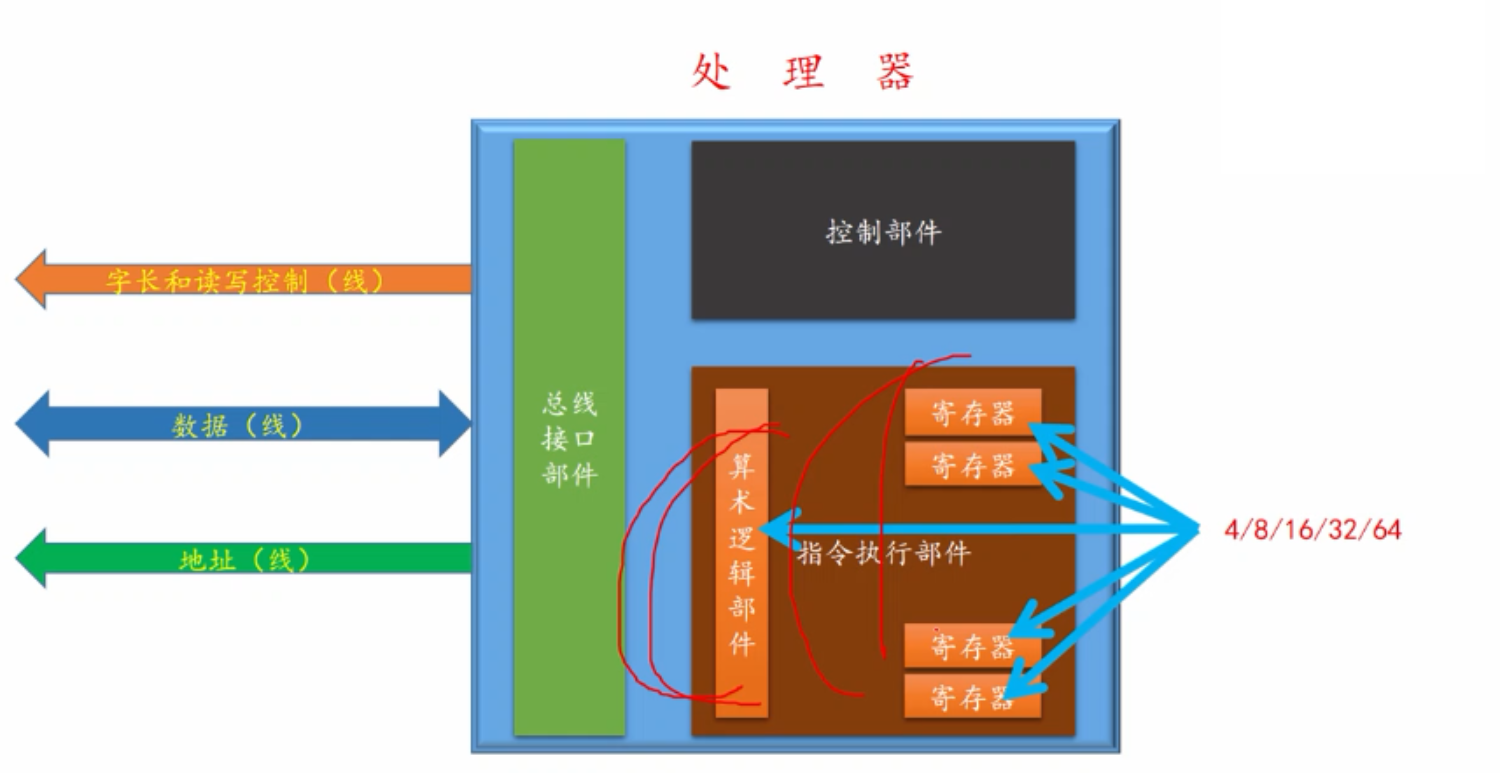 处 理 器
控制部件
字长和读写控制（线）
数据（线）
地址（线）
总线
接口
部件
算
术
逻
辑
部
件
寄存器
寄存器
指令执行部件
寄存器
寄存器
4/8/16/32/64